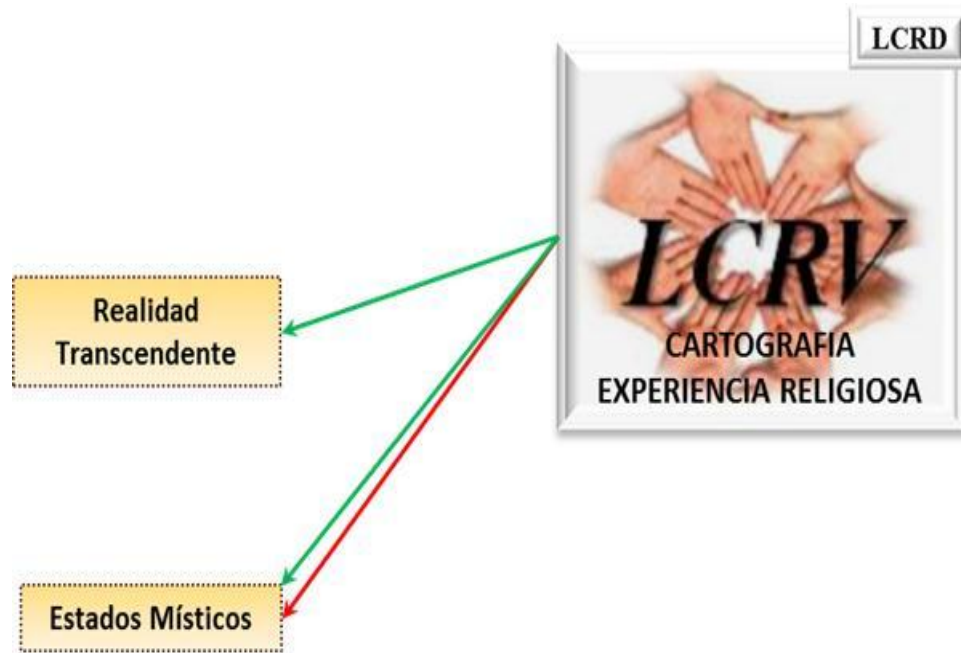 LCRD
LCRV
CARTOGRAFIA
EXPERIENCIA RELIGIOSA
Realidad
Transcendente
Estados Místicos